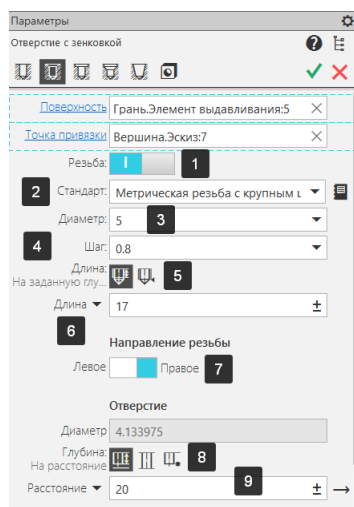 Параметры
Отверстие с зенковкой
Поверхность Грань.Элемент выдавливания:5
Точка привязки Вершина.Эскиз:7
Резьба: 1
2 Стандарт: Метрическая резьба с крупным ц
Диаметр: 5 3
4 Шаг: 0.8
Длина:
На заданную глу... 5
Длина 17
6
Направление резьбы
Левое Правое 7
Отверстие
Диаметр 4.133975
Глубина:
На расстояние 8
Расстояние 20 9